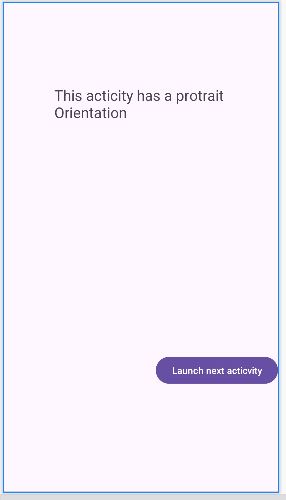 This acticity has a protrait
Orientation
Launch next acticvity